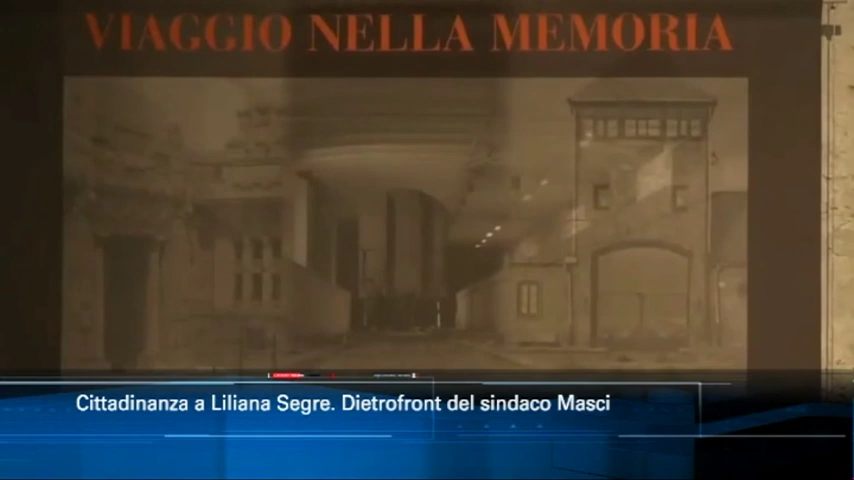 VIAGGIO NELLA MEMORIA
Cittadinanza a Liliana Segre. Dietrofront del sindaco Masci